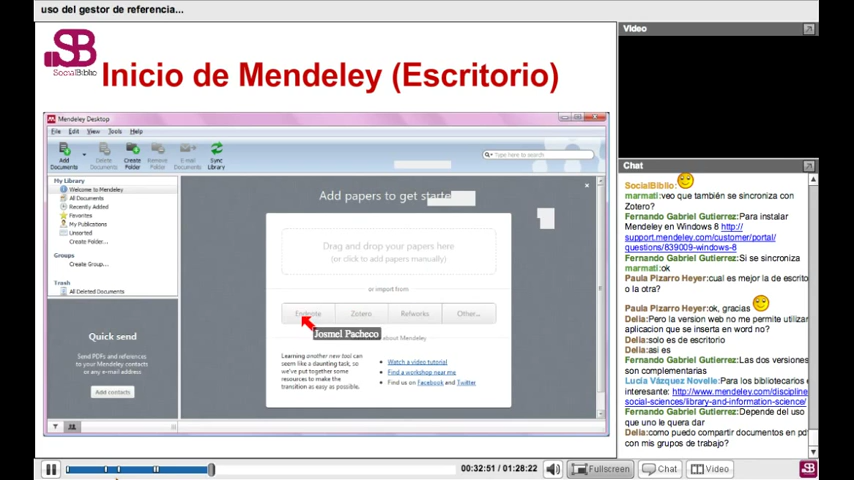 uso del gestor de referencia...
SB
SocialBiblio
Inicio de Mendeley (Escritorio)
Mendeley Desktop
File Edit View Tools Help
Add Documents
Delete Documents
Create Folder
Remove Folder
E-mail Documents
Sync Library
Type here to search
My Library
Welcome to Mendeley
All Documents
Recently Added
Favorites
My Publications
Unsorted
Create Folder...
Groups
Create Group...
Trash
All Deleted Documents
Quick send
Send PDFs and references
to your Mendeley contacts
or any e-mail address
Add contacts
Add papers to get starte
Drag and drop your papers here
(or click to add papers manually)
or import from
Endnote Zotero Refworks Other...
Josmel Pacheco
about Mendeley
Learning another new tool can
seem like a daunting task, so
we've put together some
resources to make the
transition as easy as possible.
Watch a video tutorial
Find a workshop near me
Find us on Facebook and Twitter
Video
Chat
SocialBiblio:
marmati:veo que también se sincroniza con
Zotero?
Fernando Gabriel Gutierrez:Para instalar
Mendeley en Windows 8 http://
support.mendeley.com/customer/portal/
questions/839009-windows-8
Fernando Gabriel Gutierrez:Si se sincroniza
marmati:ok
Paula Pizarro Heyer:cual es mejor la de escrito
o la otra?
Paula Pizarro Heyer:ok, gracias
Delia:Pero la version web no me permite utilizar
aplicacion que se inserta en word no?
Delia:solo es de escritorio
Delia:asi es
Fernando Gabriel Gutierrez:Las dos versiones
son complementarias
Lucía Vázquez Novelle:Para los bibliotecarios e
interesante: http://www.mendeley.com/discipline
social-sciences/library-and-information-science/
Fernando Gabriel Gutierrez:Depende del uso
que uno le quera dar
Delia:como puedo compartir documentos en pdf
con mis grupos de trabajo?
00:32:51 / 01:28:22
Fullscreen
Chat
Video
SB